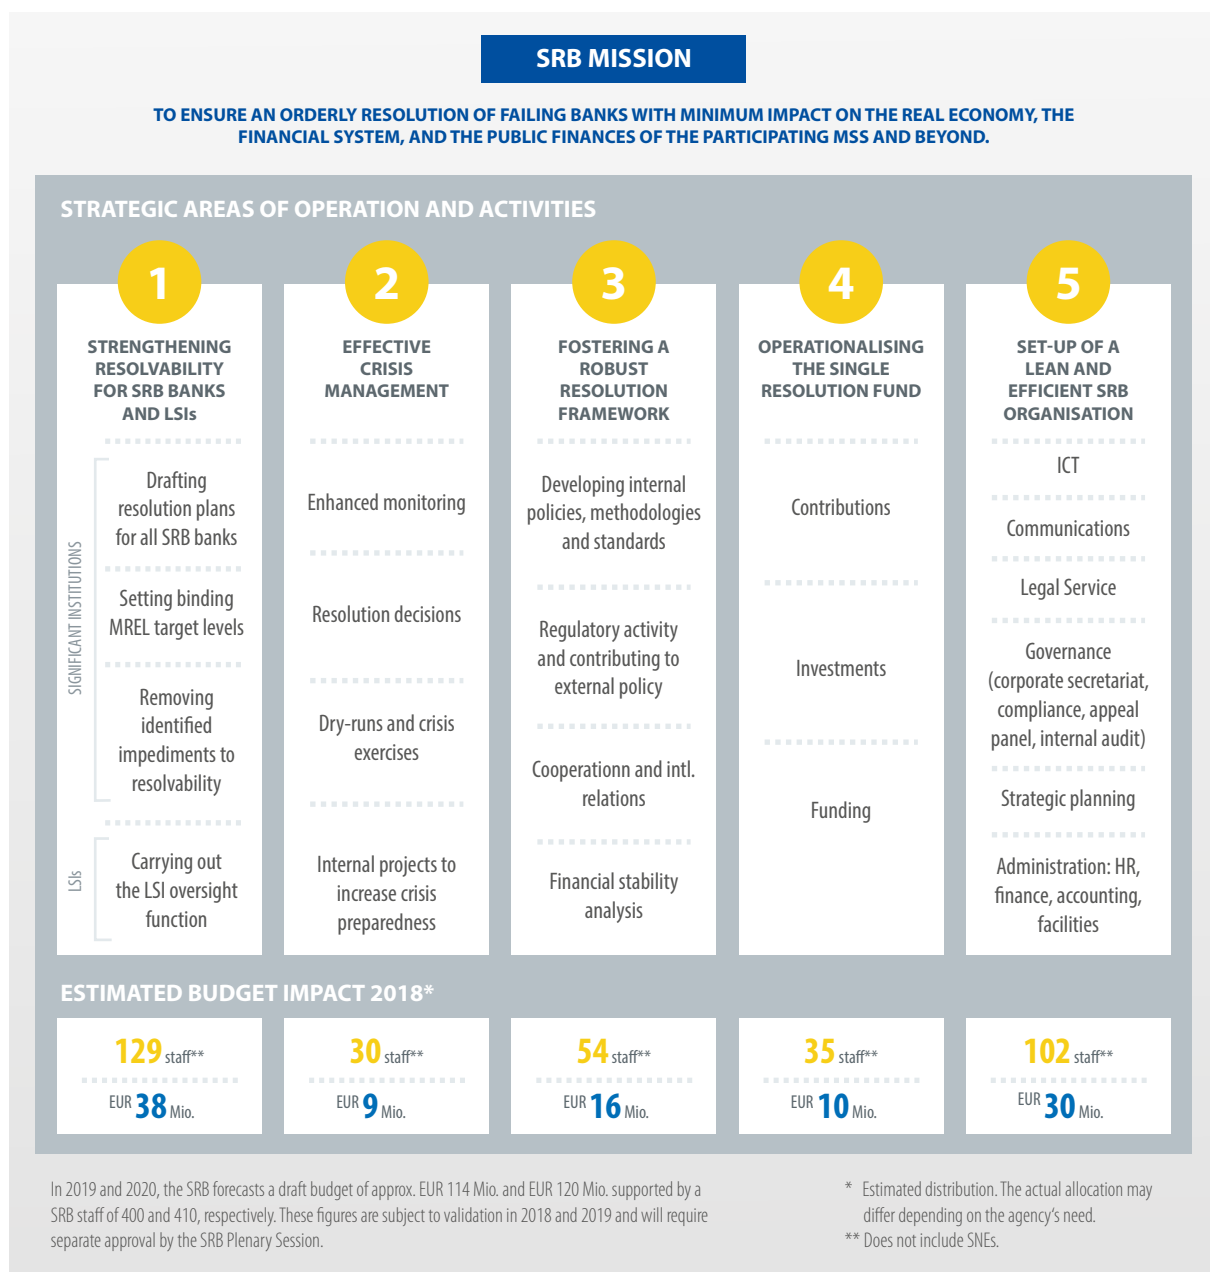 SRB MISSION
TO ENSURE AN ORDERLY RESOLUTION OF FAILING BANKS WITH MINIMUM IMPACT ON THE REAL ECONOMY, THE
FINANCIAL SYSTEM, AND THE PUBLIC FINANCES OF THE PARTICIPATING MSS AND BEYOND.
STRATEGIC AREAS OF OPERATION AND ACTIVITIES
1
STRENGTHENING
RESOLVABILITY
FOR SRB BANKS
AND LSIs
SIGNIFICANT INSTITUTIONS
Drafting
resolution plans
for all SRB banks
Setting binding
MREL target levels
Removing
identified
impediments to
resolvability
LSIs
Carrying out
the LSI oversight
function
2
EFFECTIVE
CRISIS
MANAGEMENT
Enhanced monitoring
Resolution decisions
Dry-runs and crisis
exercises
Internal projects to
increase crisis
preparedness
3
FOSTERING A
ROBUST
RESOLUTION
FRAMEWORK
Developing internal
policies, methodologies
and standards
Regulatory activity
and contributing to
external policy
Cooperationn and intl.
relations
Financial stability
analysis
4
OPERATIONALISING
THE SINGLE
RESOLUTION FUND
Contributions
Investments
Funding
5
SET-UP OF A
LEAN AND
EFFICIENT SRB
ORGANISATION
ICT
Communications
Legal Service
Governance
(corporate secretariat,
compliance, appeal
panel, internal audit)
Strategic planning
Administration: HR,
finance, accounting,
facilities
ESTIMATED BUDGET IMPACT 2018*
129 staff**
EUR 38 Mio.
30 staff**
EUR 9 Mio.
54 staff**
EUR 16 Mio.
35 staff**
EUR 10 Mio.
102 staff**
EUR 30 Mio.
In 2019 and 2020, the SRB forecasts a draft budget of approx. EUR 114 Mio. and EUR 120 Mio. supported by a
SRB staff of 400 and 410, respectively. These figures are subject to validation in 2018 and 2019 and will require
separate approval by the SRB Plenary Session.
* Estimated distribution. The actual allocation may
differ depending on the agency's need.
** Does not include SNEs.